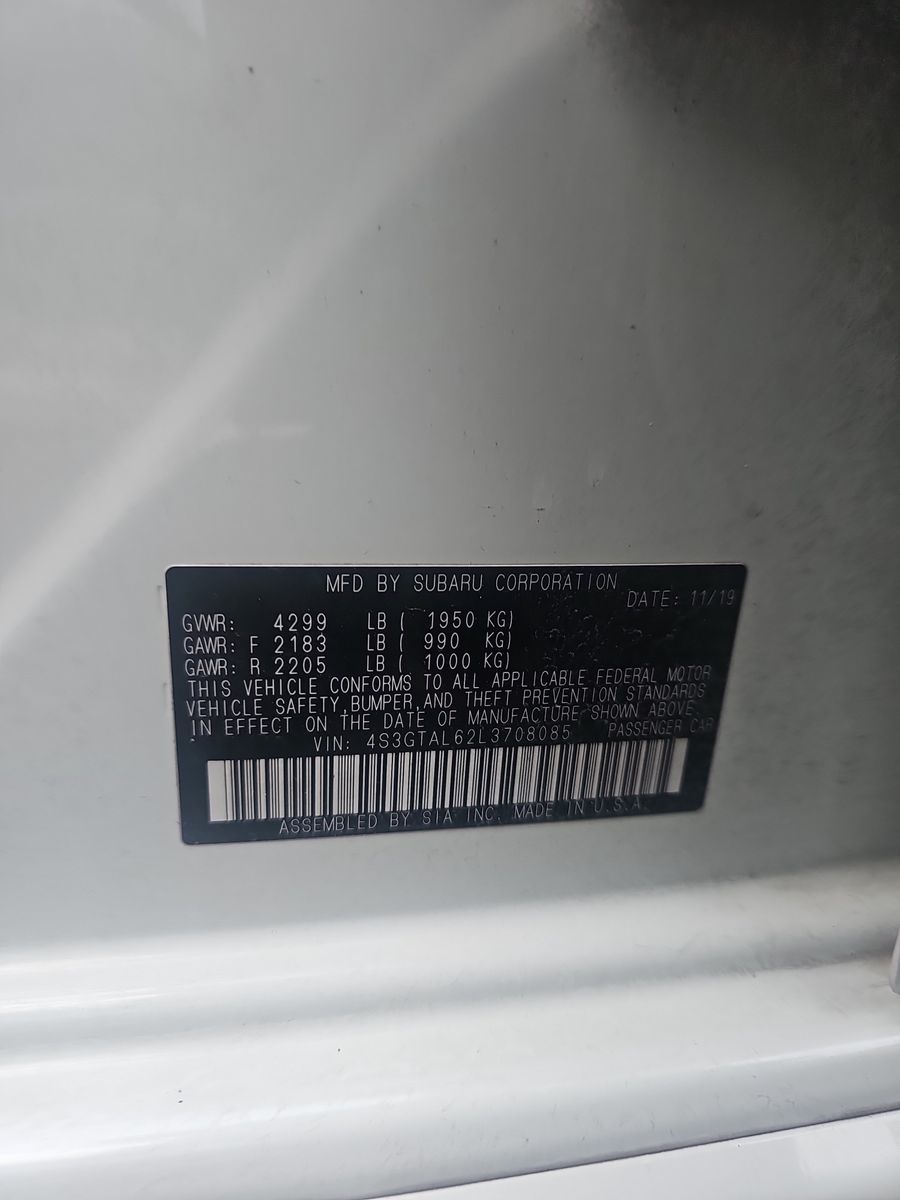 MFD BY SUBARU CORPORATION
DATE: 11/19
GVWR: 4299 LB ( 1950 KG)
GAWR: F 2183 LB ( 990 KG)
GAWR: R 2205 LB ( 1000 KG)
THIS VEHICLE CONFORMS TO ALL APPLICABLE FEDERAL MOTOR
VEHICLE SAFETY,BUMPER,AND THEFT PREVENTION STANDARDS
IN EFFECT ON THE DATE OF MANUFACTURE SHOWN ABOVE.
VIN: 4S3GTAL62L3708085 PASSENGER CAR
ASSEMBLED BY SIA INC. MADE IN U.S.A.